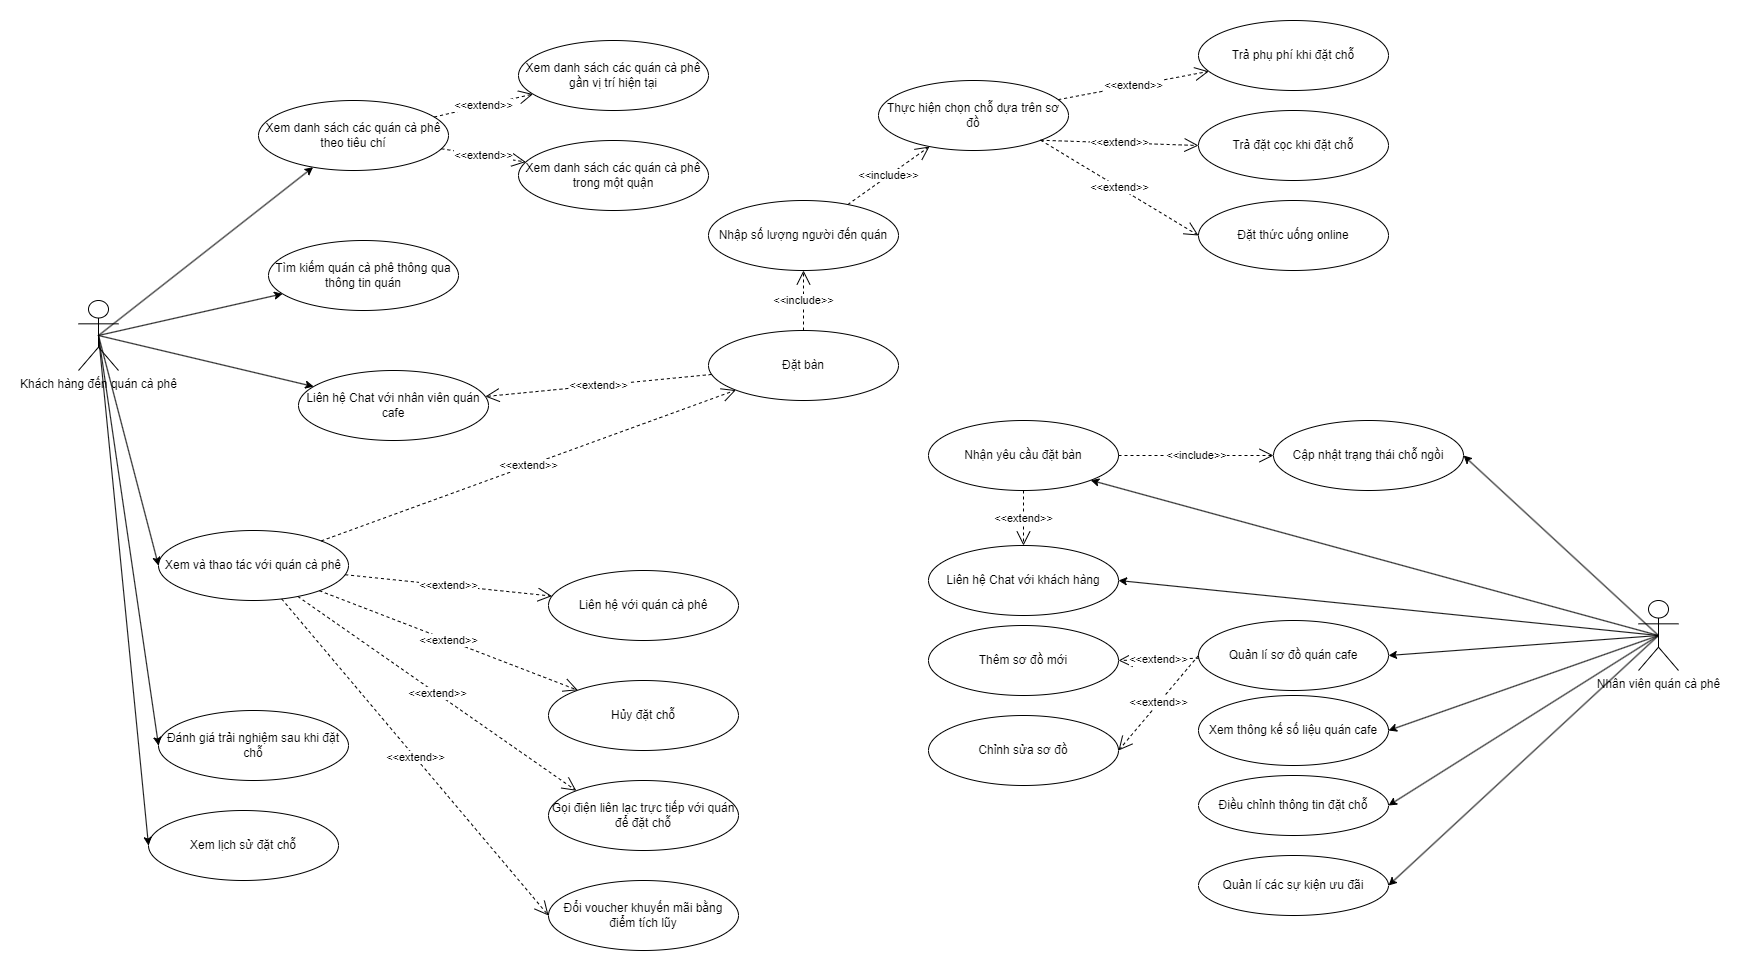 Trả phụ phí khi đặt chỗ
Xem danh sách các quán cà phê
gần vị trí hiện tại
<<extend>>
<<extend>>
Thực hiện chọn chỗ dựa trên sơ
đồ
Xem danh sách các quán cà phê
theo tiêu chí
<<extend>>
<<extend>>
Trả đặt cọc khi đặt chỗ
Xem danh sách các quán cà phê
trong một quận
<<include>>
<<extend>>
Nhập số lượng người đến quán
Đặt thức uống online
Tìm kiếm quán cà phê thông qua
thông tin quán
<<include>>
Đặt bàn
Khách hàng đến quán cà phê
<<extend>>
Liên hệ Chat với nhân viên quán
cafe
<<extend>>
Nhận yêu cầu đặt bàn
<<include>>
Cập nhật trạng thái chỗ ngồi
<<extend>>
Xem và thao tác với quán cà phê
<<extend>>
Liên hệ Chat với khách hàng
Liên hệ với quán cà phê
<<extend>>
Thêm sơ đồ mới
<<extend>>
Quản lí sơ đồ quán cafe
Nhân viên quán cà phê
<<extend>>
<<extend>>
Hủy đặt chỗ
Xem thống kế số liệu quán cafe
Đánh giá trải nghiệm sau khi đặt
chỗ
<<extend>>
Chỉnh sửa sơ đồ
Gọi điện liên lạc trực tiếp với quán
để đặt chỗ
Điều chỉnh thông tin đặt chỗ
Xem lịch sử đặt chỗ
Quản lí các sự kiện ưu đãi
Đổi voucher khuyến mãi bằng
điểm tích lũy